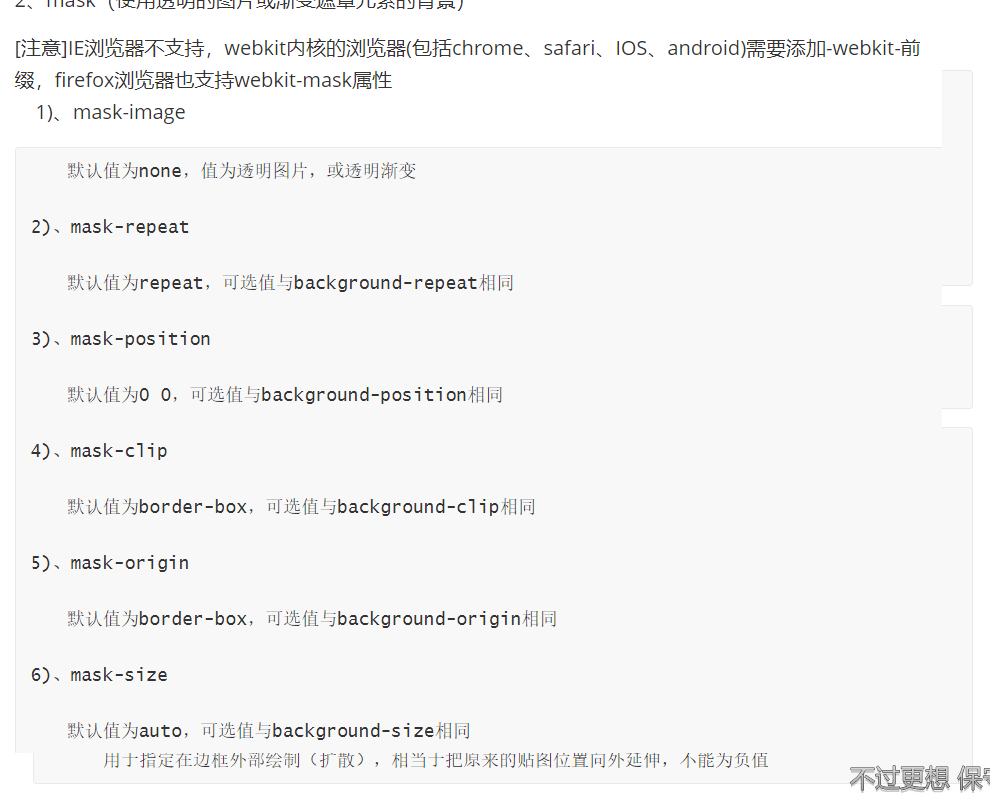 2、mask（使用透明的图片或渐变遮罩元素的背景）
[注意]IE浏览器不支持，webkit内核的浏览器(包括chrome、safari、IOS、android)需要添加-webkit-前
缀，firefox浏览器也支持webkit-mask属性
1)、mask-image
默认值为none，值为透明图片，或透明渐变
2)、mask-repeat
默认值为repeat，可选值与background-repeat相同
3)、mask-position
默认值为0 0，可选值与background-position相同
4)、mask-clip
默认值为border-box，可选值与background-clip相同
5)、mask-origin
默认值为border-box，可选值与background-origin相同
6)、mask-size
默认值为auto，可选值与background-size相同
用于指定在边框外部绘制（扩散），相当于把原来的贴图位置向外延伸，不能为负值
不过更想 保